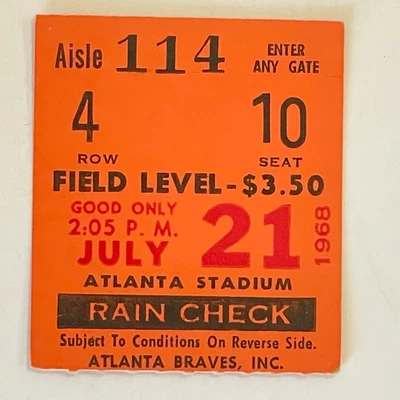 Aisle 114 ENTER
ANY GATE
4 10
ROW SEAT
FIELD LEVEL-$3.50
GOOD ONLY
2:05 P. M.
JULY 21 1968
ATLANTA STADIUM
RAIN CHECK
Subject To Conditions On Reverse Side.
ATLANTA BRAVES, INC.